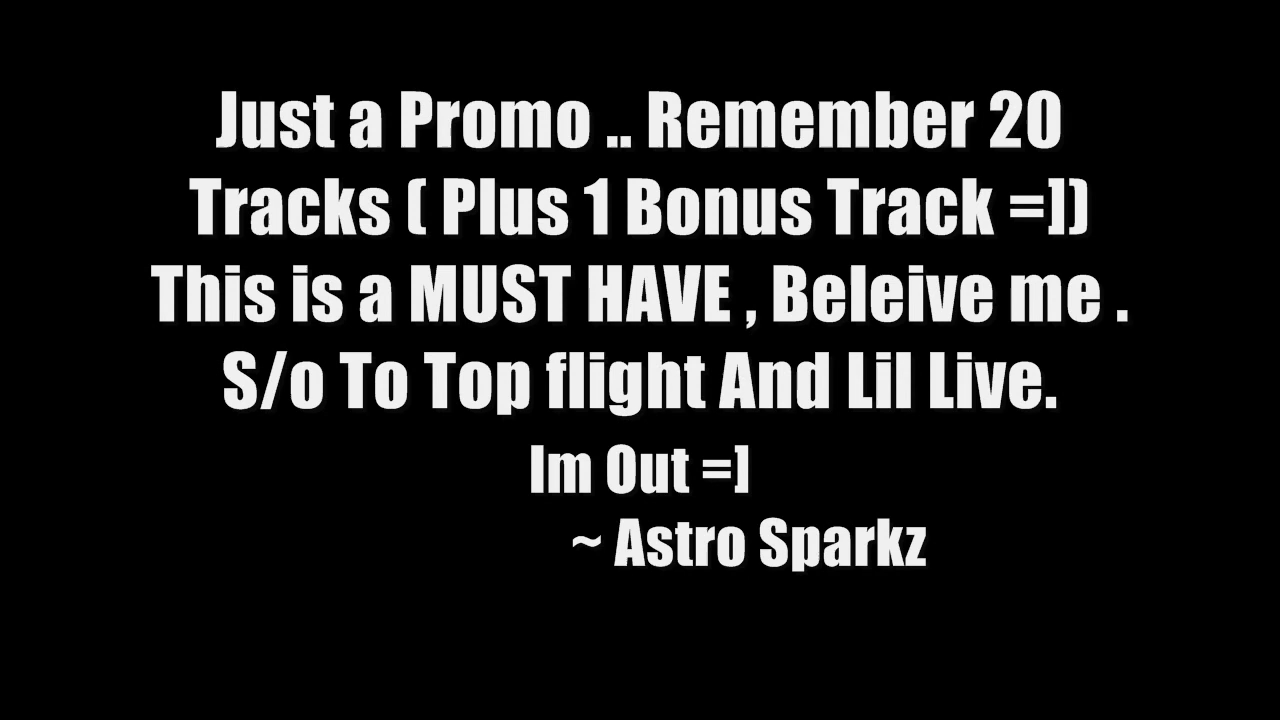 Just a Promo .. Remember 20
Tracks ( Plus 1 Bonus Track =])
This is a MUST HAVE , Beleive me .
S/o To Top flight And Lil Live.
Im Out =]
~ Astro Sparkz